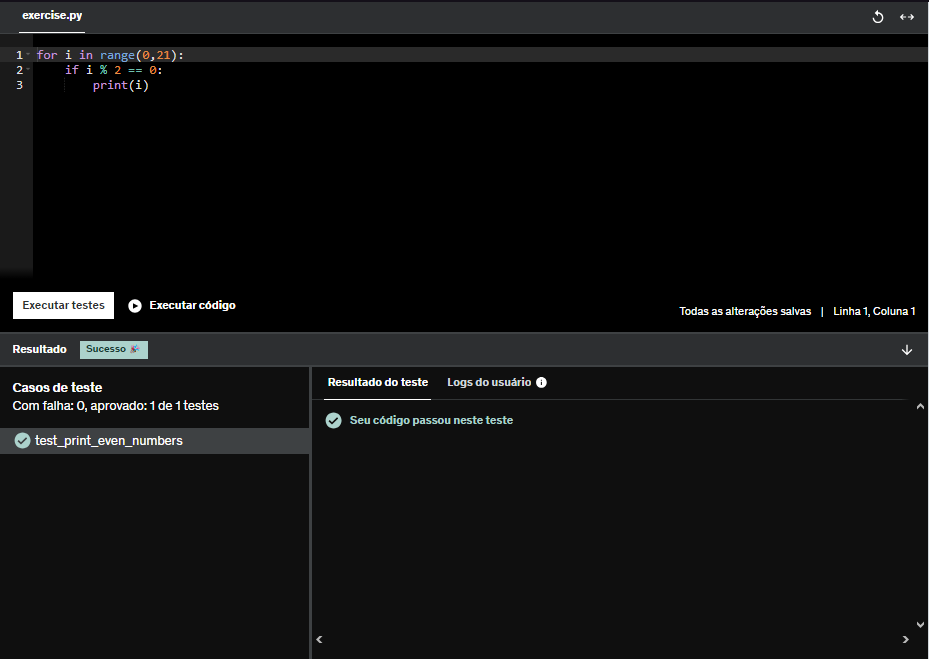 exercise.py
1 for i in range(0,21):
2     if i % 2 == 0:
3         print(i)
Executar testes
Executar código
Todas as alterações salvas | Linha 1, Coluna 1
Resultado
Sucesso 🎉
Casos de teste
Com falha: 0, aprovado: 1 de 1 testes
test_print_even_numbers
Resultado do teste
Logs do usuário
Seu código passou neste teste